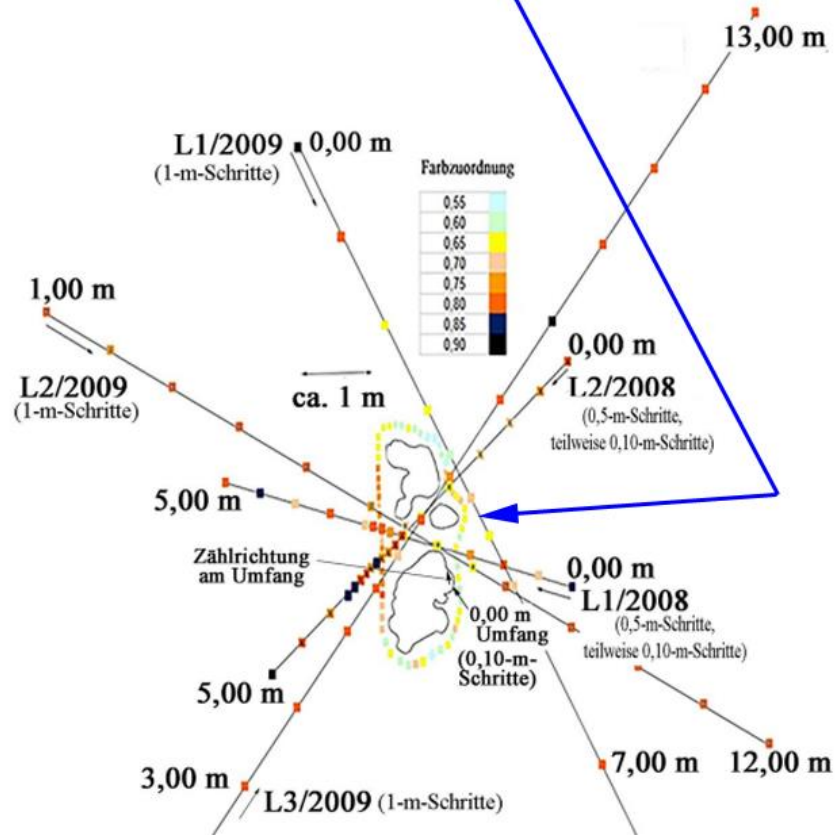 13,00 m
L1/2009 0,00 m
(1-m-Schritte)
Farbzuordnung
0,55
0,60
0,65
0,70
0,75
0,80
0,85
0,90
1,00 m
L2/2009
(1-m-Schritte)
ca. 1 m
0,00 m
L2/2008
(0,5-m-Schritte,
teilweise 0,10-m-Schritte)
5,00 m
Zählrichtung
am Umfang
0,00 m
L1/2008
(0,5-m-Schritte,
teilweise 0,10-m-Schritte)
0,00 m
Umfang
(0,10-m-
Schritte)
5,00 m
3,00 m
L3/2009 (1-m-Schritte)
7,00 m
12,00 m